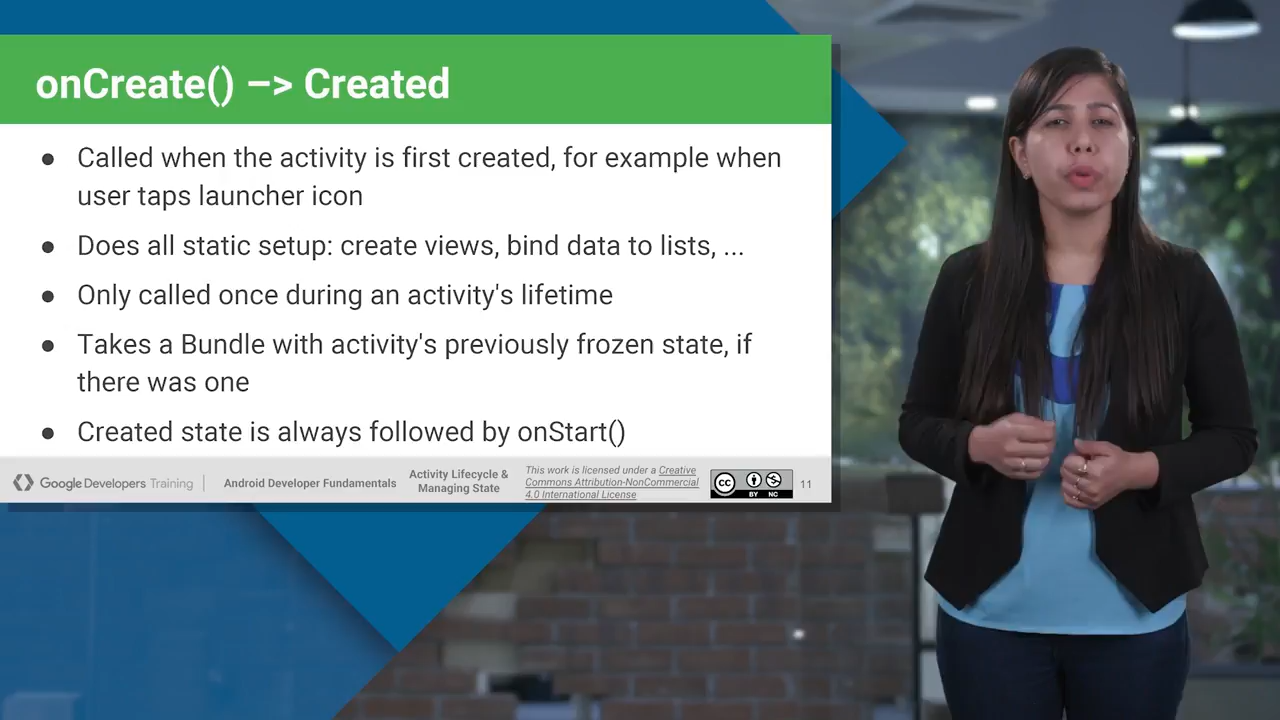 onCreate() –> Created
● Called when the activity is first created, for example when
user taps launcher icon
● Does all static setup: create views, bind data to lists, ...
● Only called once during an activity's lifetime
● Takes a Bundle with activity's previously frozen state, if
there was one
● Created state is always followed by onStart()
Google Developers Training
Android Developer Fundamentals
Activity Lifecycle &
Managing State
This work is licensed under a Creative
Commons Attribution-NonCommercial
4.0 International License
CC BY NC
11